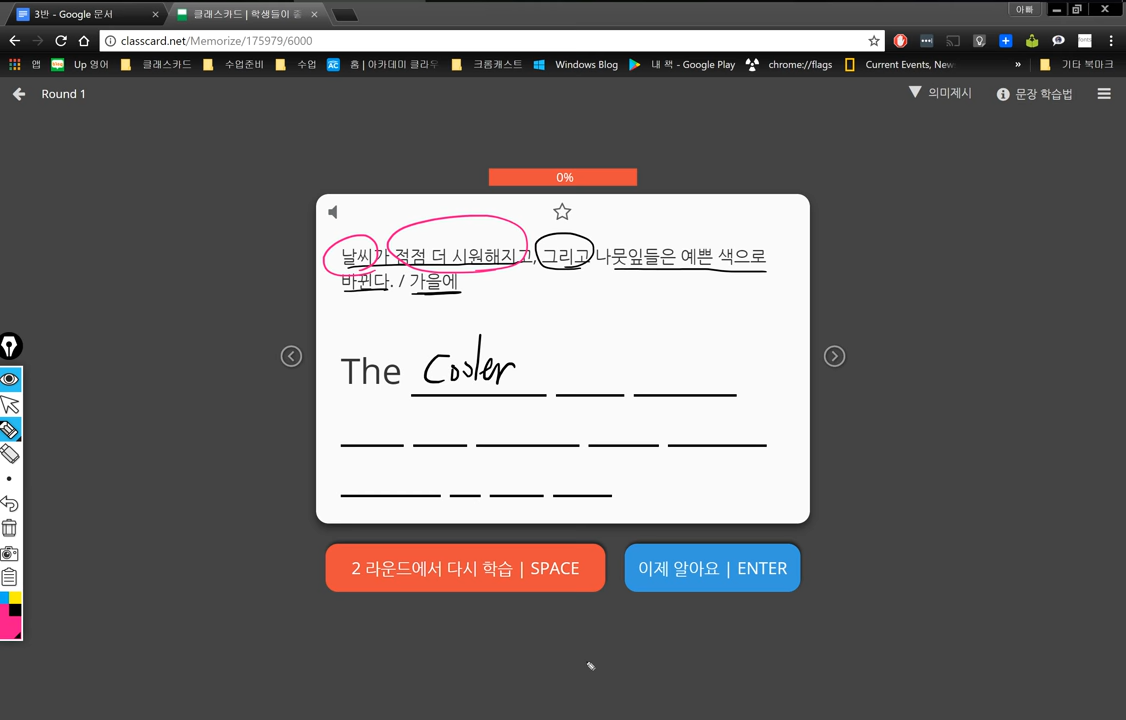 3반 - Google 문서
클래스카드 | 학생들이 출
아빠
classcard.net/Memorize/175979/6000
앱 Up 영어 클래스카드 수업준비 수업 홈 | 아카데미 클라우 크롬캐스트 Windows Blog 내 책 - Google Play chrome://flags Current Events, New » 기타 북마크
Round 1
의미제시 문장 학습법
0%
날씨가 점점 더 시원해지고, 그리고 나뭇잎들은 예쁜 색으로
바뀐다. / 가을에
The Cooler
2 라운드에서 다시 학습 | SPACE
이제 알아요 | ENTER